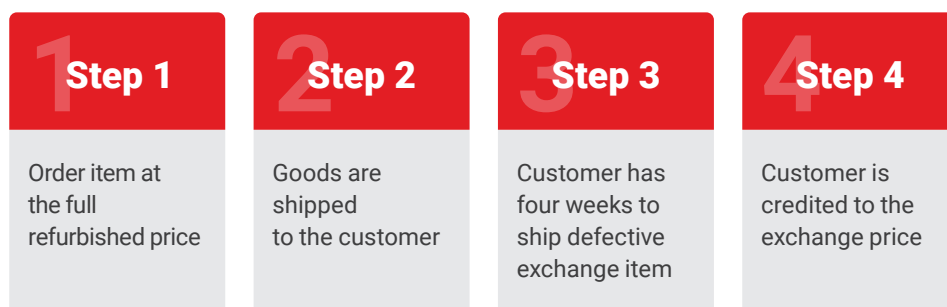 1 Step 1
Order item at
the full
refurbished price
2 Step 2
Goods are
shipped
to the customer
3 Step 3
Customer has
four weeks to
ship defective
exchange item
4 Step 4
Customer is
credited to the
exchange price